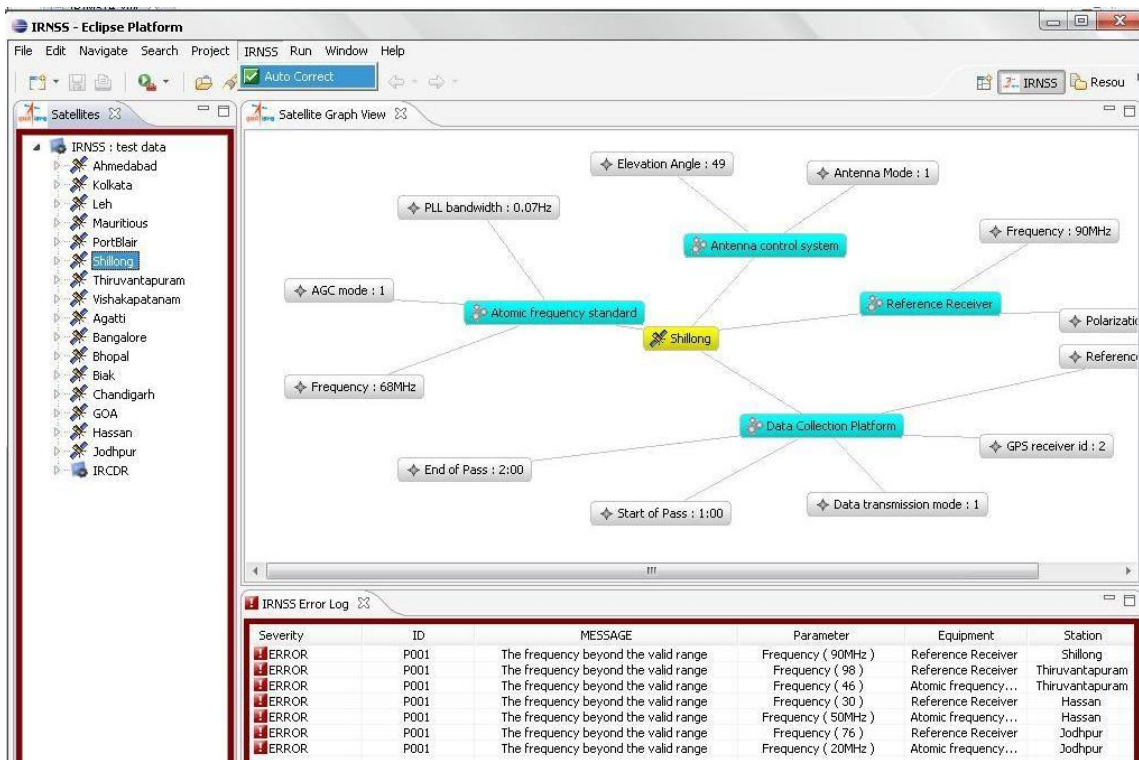 IRNSS - Eclipse Platform
File Edit Navigate Search Project IRNSS Run Window Help
Auto Correct
IRNSS Resou
Satellites
Satellite Graph View
IRNSS : test data
Ahmedabad
Kolkata
Leh
Mauritious
PortBlair
Shillong
Thiruvantapuram
Vishakapatanam
Agatti
Bangalore
Bhopal
Biak
Chandigarh
GOA
Hassan
Jodhpur
IRCDR
Elevation Angle : 49
Antenna Mode : 1
PLL bandwidth : 0.07Hz
Frequency : 90MHz
Antenna control system
AGC mode : 1
Reference Receiver
Atomic frequency standard
Polarizatio
Shillong
Reference
Frequency : 68MHz
Data Collection Platform
GPS receiver id : 2
End of Pass : 2:00
Data transmission mode : 1
Start of Pass : 1:00
IRNSS Error Log
Severity ID MESSAGE Parameter Equipment Station
ERROR P001 The frequency beyond the valid range Frequency ( 90MHz ) Reference Receiver Shillong
ERROR P001 The frequency beyond the valid range Frequency ( 98 ) Reference Receiver Thiruvantapuram
ERROR P001 The frequency beyond the valid range Frequency ( 46 ) Atomic frequency... Thiruvantapuram
ERROR P001 The frequency beyond the valid range Frequency ( 30 ) Reference Receiver Hassan
ERROR P001 The frequency beyond the valid range Frequency ( 50MHz ) Atomic frequency... Hassan
ERROR P001 The frequency beyond the valid range Frequency ( 76 ) Reference Receiver Jodhpur
ERROR P001 The frequency beyond the valid range Frequency ( 20MHz ) Atomic frequency... Jodhpur